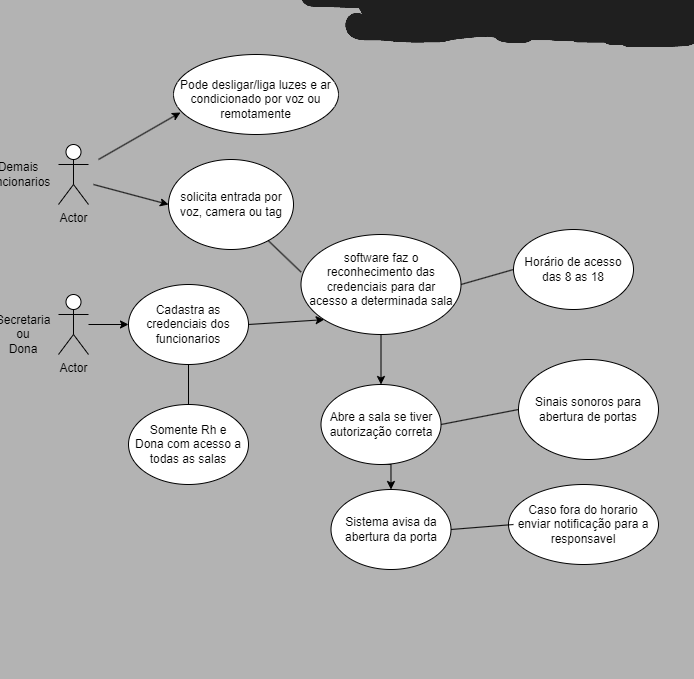 Pode desligar/liga luzes e ar
condicionado por voz ou
remotamente
Demais
Actor
solicita entrada por
voz, camera ou tag
software faz o
reconhecimento das
credenciais para dar
acesso a determinada sala
Horário de acesso
das 8 as 18
Secretaria
ou
Dona
Actor
Cadastra as
credenciais dos
funcionarios
Somente Rh e
Dona com acesso a
todas as salas
Abre a sala se tiver
autorização correta
Sinais sonoros para
abertura de portas
Sistema avisa da
abertura da porta
Caso fora do horario
enviar notificação para a
responsavel